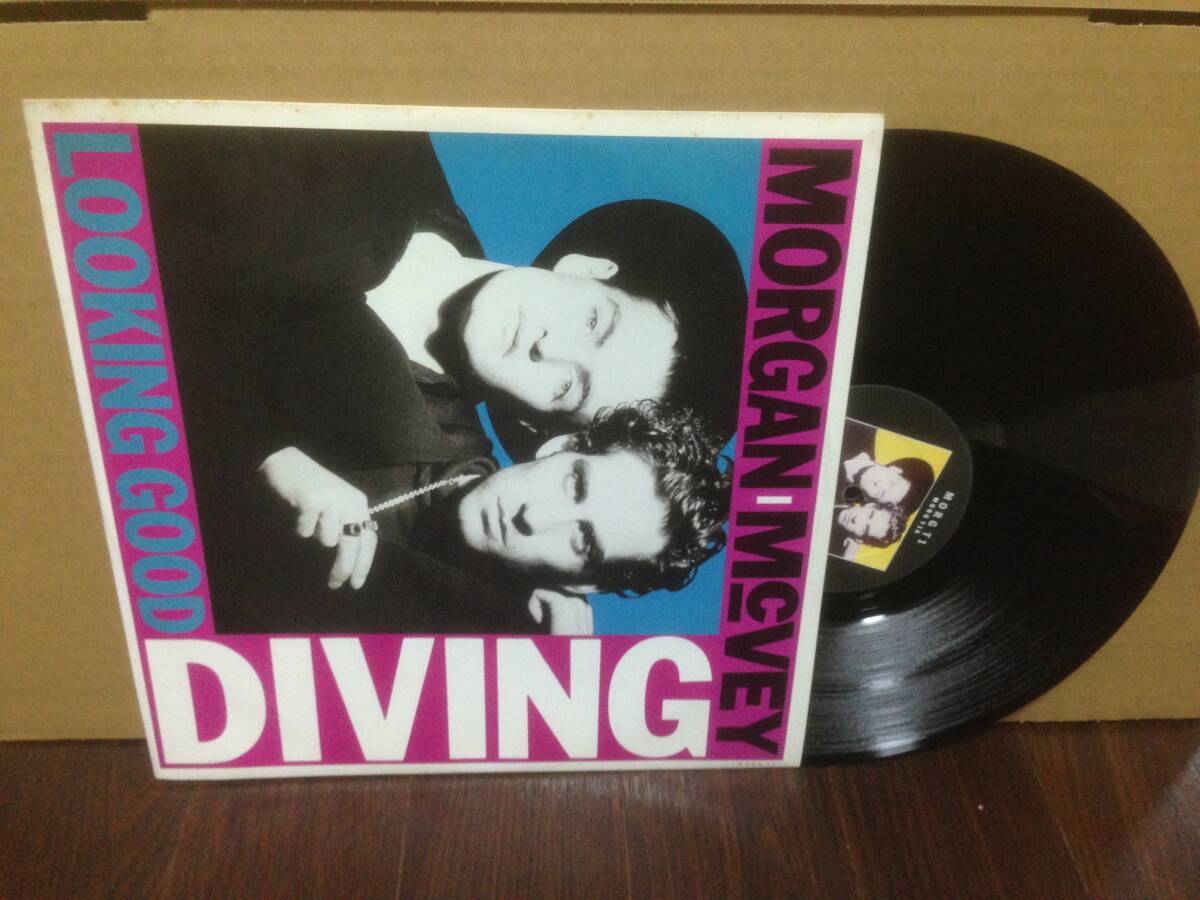 LOOKING GOOD
DIVING
MORGAN-McVEY
MORG T1